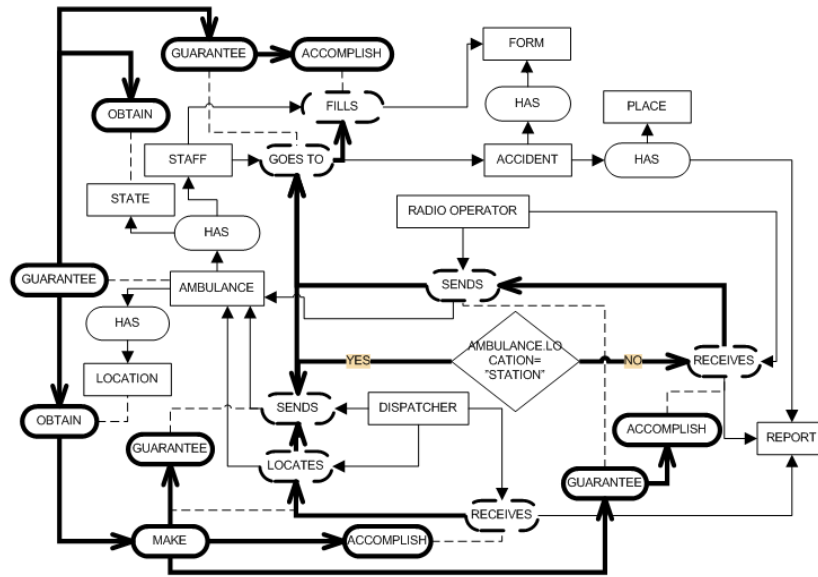 FORM
GUARANTEE
ACCOMPLISH
HAS
PLACE
FILLS
OBTAIN
STAFF
GOES TO
ACCIDENT
HAS
STATE
RADIO OPERATOR
HAS
GUARANTEE
AMBULANCE
SENDS
HAS
AMBULANCE.LO
CATION=
"STATION"
YES
NO
RECEIVES
LOCATION
SENDS
DISPATCHER
OBTAIN
ACCOMPLISH
REPORT
GUARANTEE
LOCATES
GUARANTEE
RECEIVES
MAKE
ACCOMPLISH